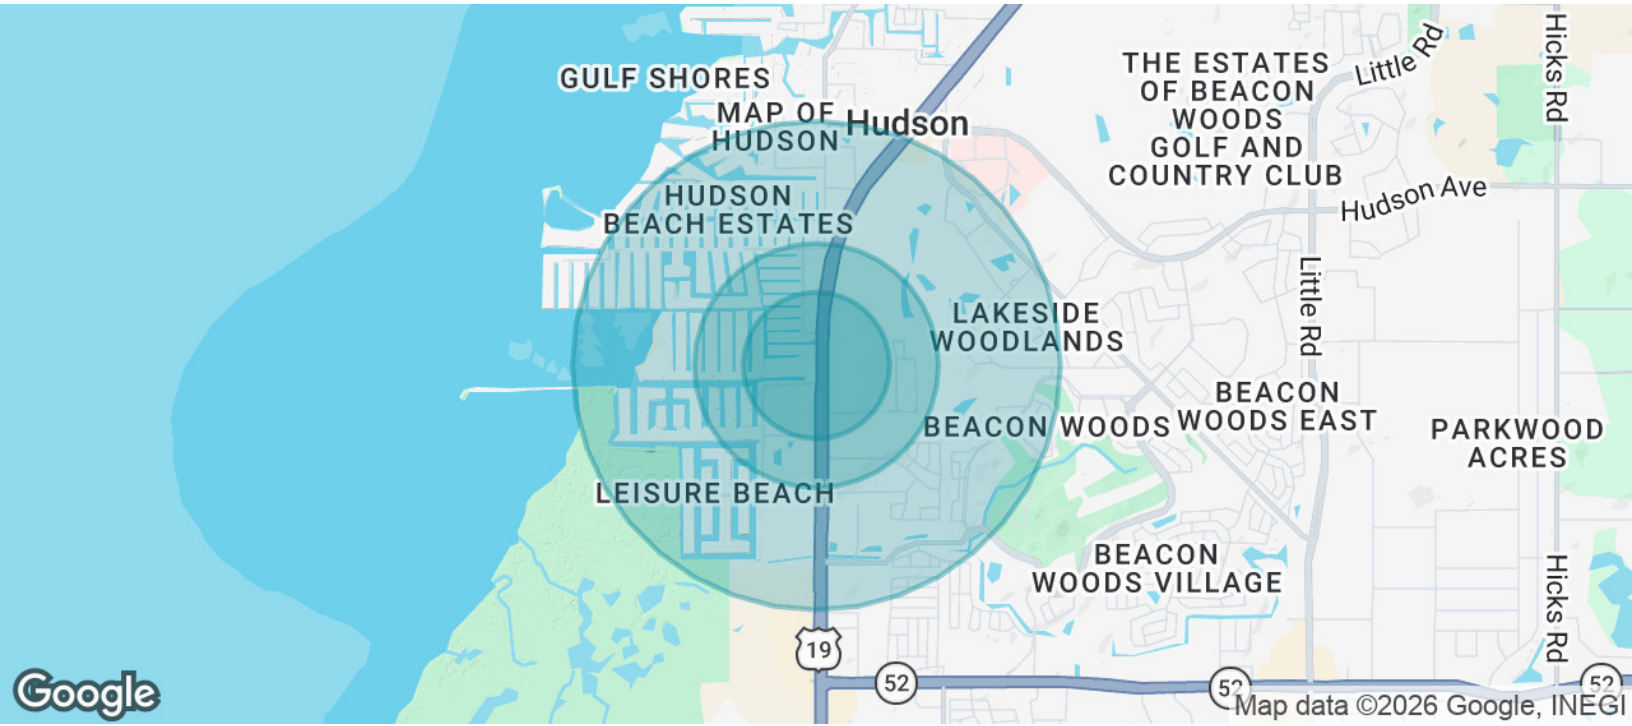 GULF SHORES
MAP OF
HUDSON
Hudson
HUDSON
BEACH ESTATES
THE ESTATES
OF BEACON
WOODS
GOLF AND
COUNTRY CLUB
Little Rd
Hicks Rd
Hudson Ave
Little Rd
LAKESIDE
WOODLANDS
BEACON WOODS
BEACON
WOODS EAST
PARKWOOD
ACRES
LEISURE BEACH
BEACON
WOODS VILLAGE
Hicks Rd
19
52
52
52
Google
Map data ©2026 Google, INEGI